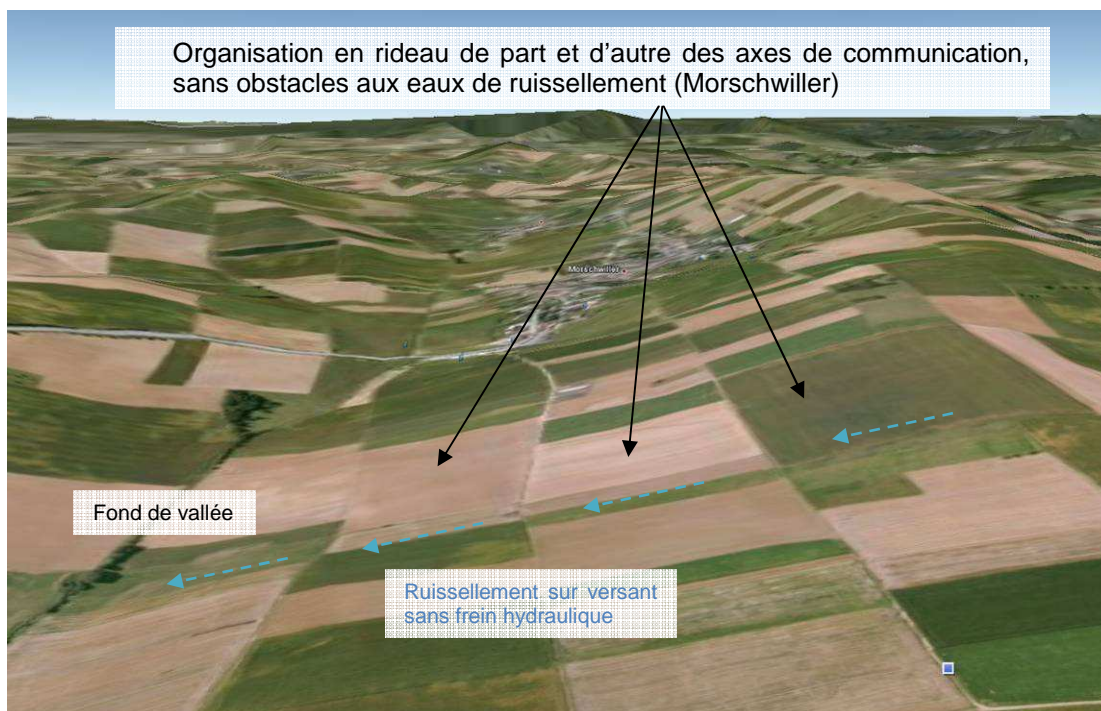 Organisation en rideau de part et d'autre des axes de communication,
sans obstacles aux eaux de ruissellement (Morschwiller)
Morschwiller
Fond de vallée
Ruissellement sur versant
sans frein hydraulique